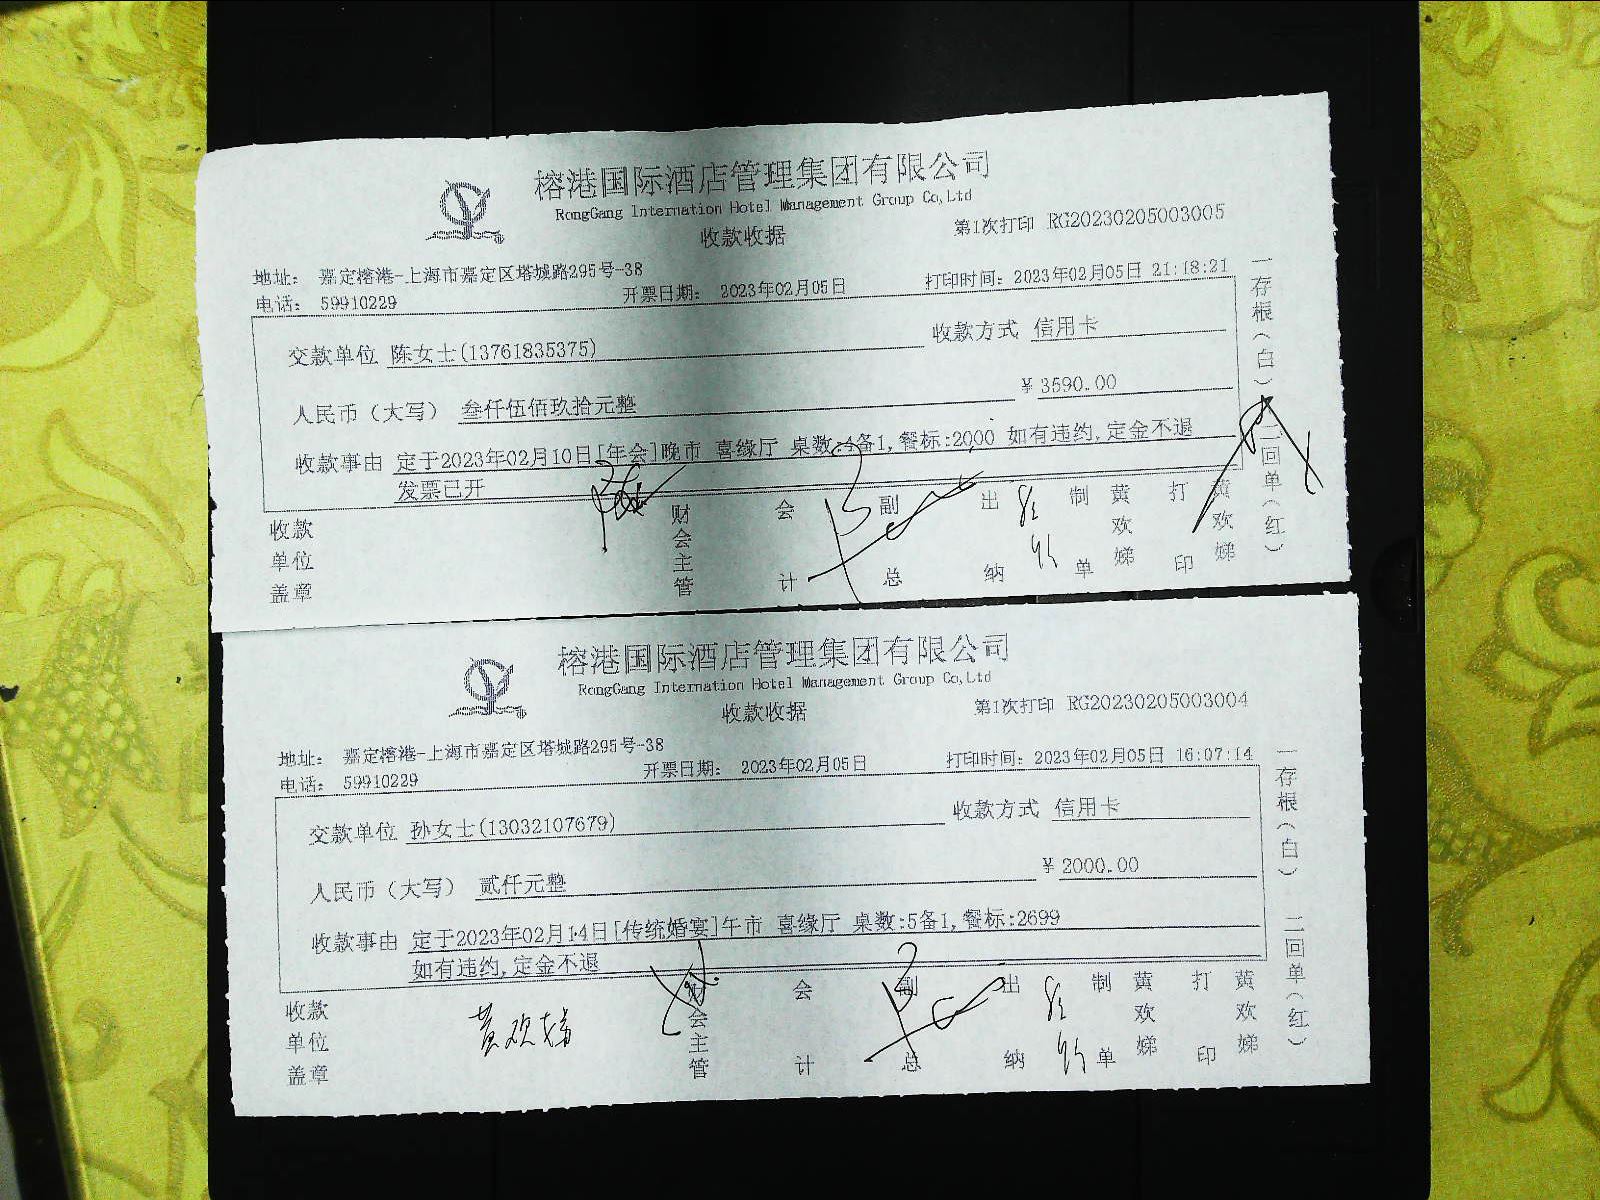 榕港国际酒店管理集团有限公司
RongGang Internation Hotel Management Group Co,Ltd
收款收据
第1次打印 RG20230205003005
地址: 嘉定榕港-上海市嘉定区塔城路295号-38
电话: 59910229
开票日期: 2023年02月05日
打印时间: 2023年02月05日 21:18:21
交款单位 陈女士(13761835375)
收款方式 信用卡
人民币（大写） 叁仟伍佰玖拾元整
¥ 3590.00
收款事由 定于2023年02月10日[年会]晚市 喜缘厅 桌数:4备1,餐标:2000 如有违约,定金不退
发票已开
收款单位盖章
财会主管
会计
副总
出纳
制单
黄欢娣
打印
黄欢娣
一存根(白) 二回单(红)
榕港国际酒店管理集团有限公司
RongGang Internation Hotel Management Group Co,Ltd
收款收据
第1次打印 RG20230205003004
地址: 嘉定榕港-上海市嘉定区塔城路295号-38
电话: 59910229
开票日期: 2023年02月05日
打印时间: 2023年02月05日 16:07:14
交款单位 孙女士(13032107679)
收款方式 信用卡
人民币（大写） 贰仟元整
¥ 2000.00
收款事由 定于2023年02月14日[传统婚宴]午市 喜缘厅 桌数:5备1,餐标:2699
如有违约,定金不退
收款单位盖章
黄欢娣
财会主管
会计
副总
出纳
制单
黄欢娣
打印
黄欢娣
一存根(白) 二回单(红)